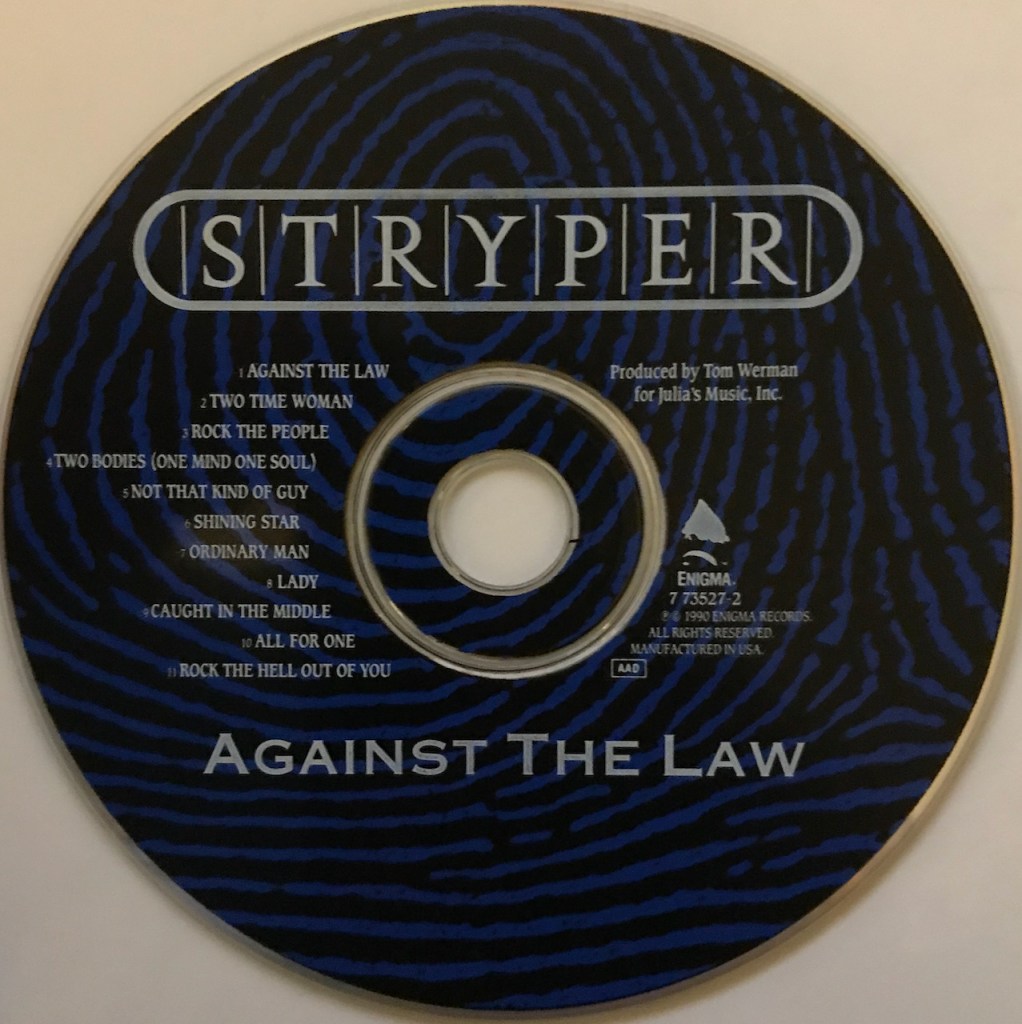 STRYPER
1 AGAINST THE LAW
2 TWO TIME WOMAN
3 ROCK THE PEOPLE
4 TWO BODIES (ONE MIND ONE SOUL)
5 NOT THAT KIND OF GUY
6 SHINING STAR
7 ORDINARY MAN
8 LADY
9 CAUGHT IN THE MIDDLE
10 ALL FOR ONE
11 ROCK THE HELL OUT OF YOU
Produced by Tom Werman
for Julia's Music, Inc.
ENIGMA
7 73527-2
℗ © 1990 ENIGMA RECORDS.
ALL RIGHTS RESERVED.
MANUFACTURED IN USA.
AAD
AGAINST THE LAW